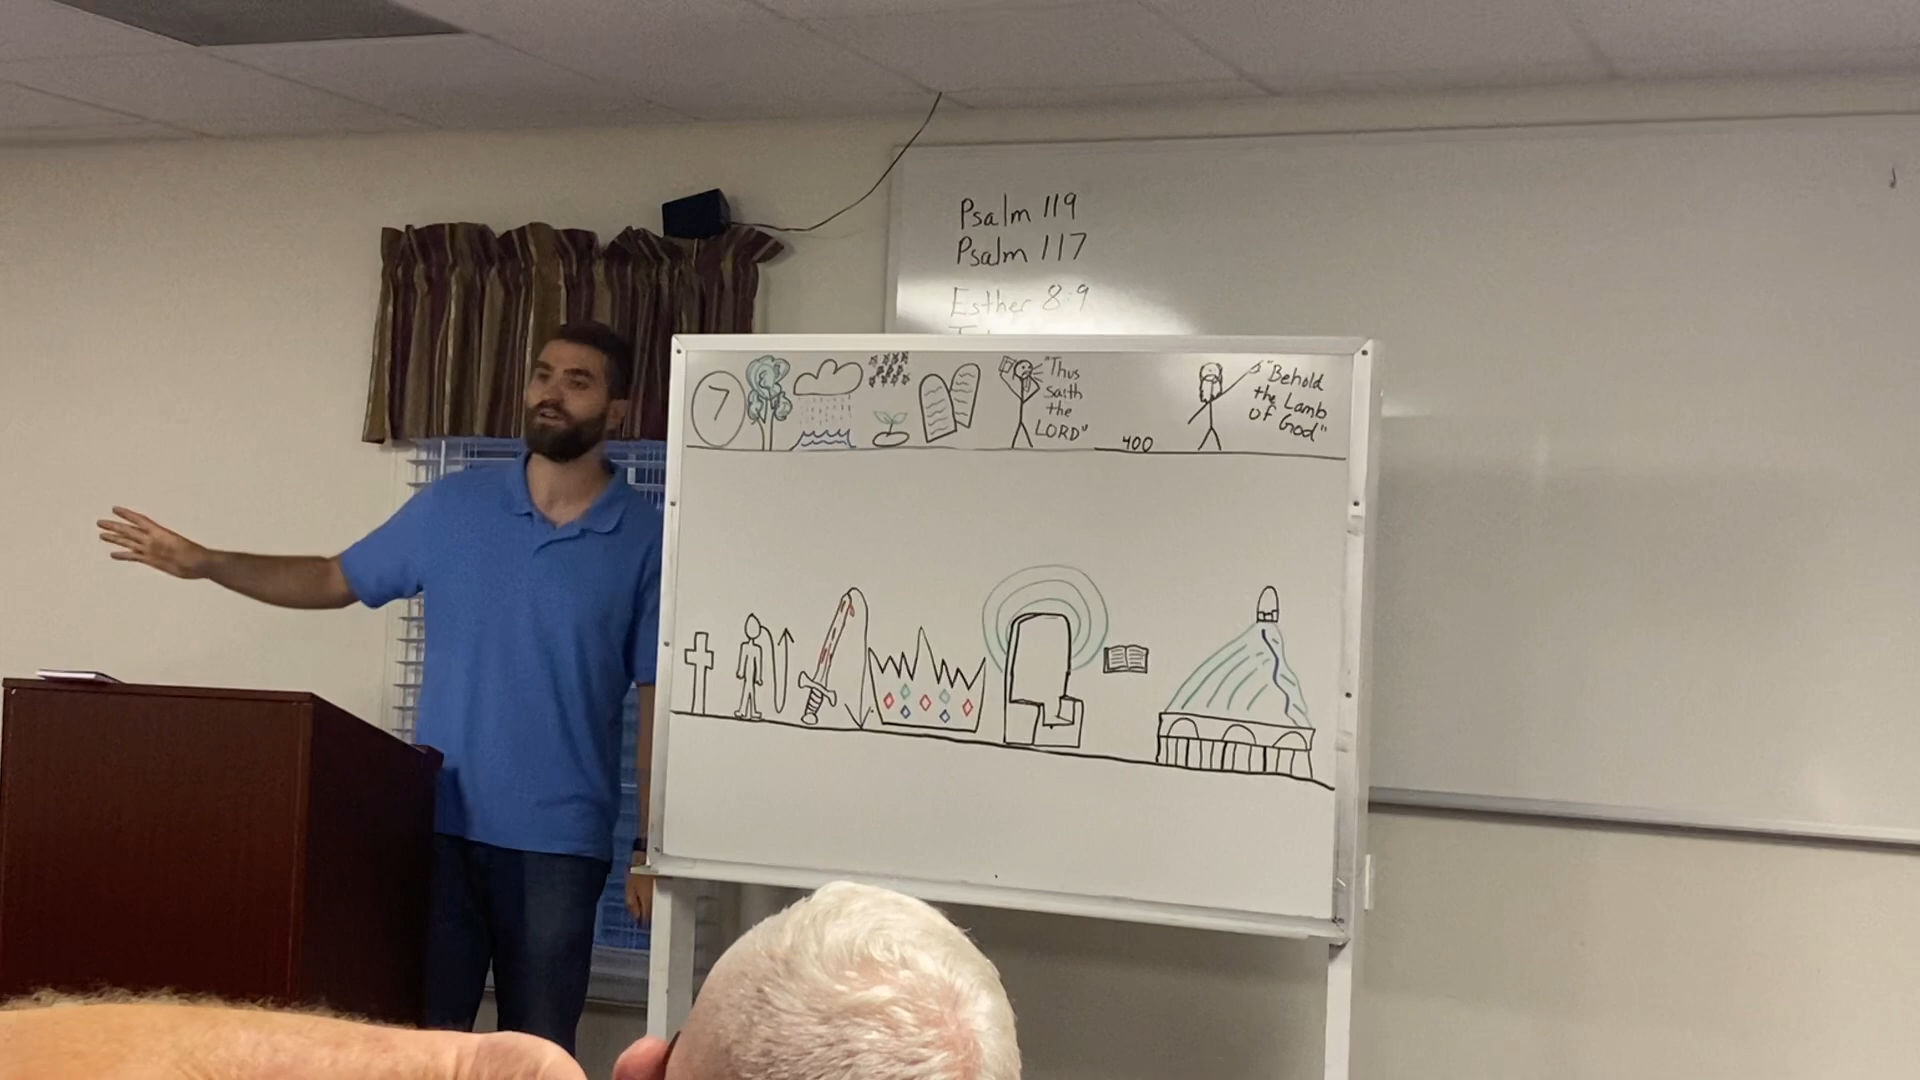 Psalm 119
Psalm 117
Esther 8:9
7
"Thus
saith
the
LORD"
400
"Behold
the Lamb
of God"